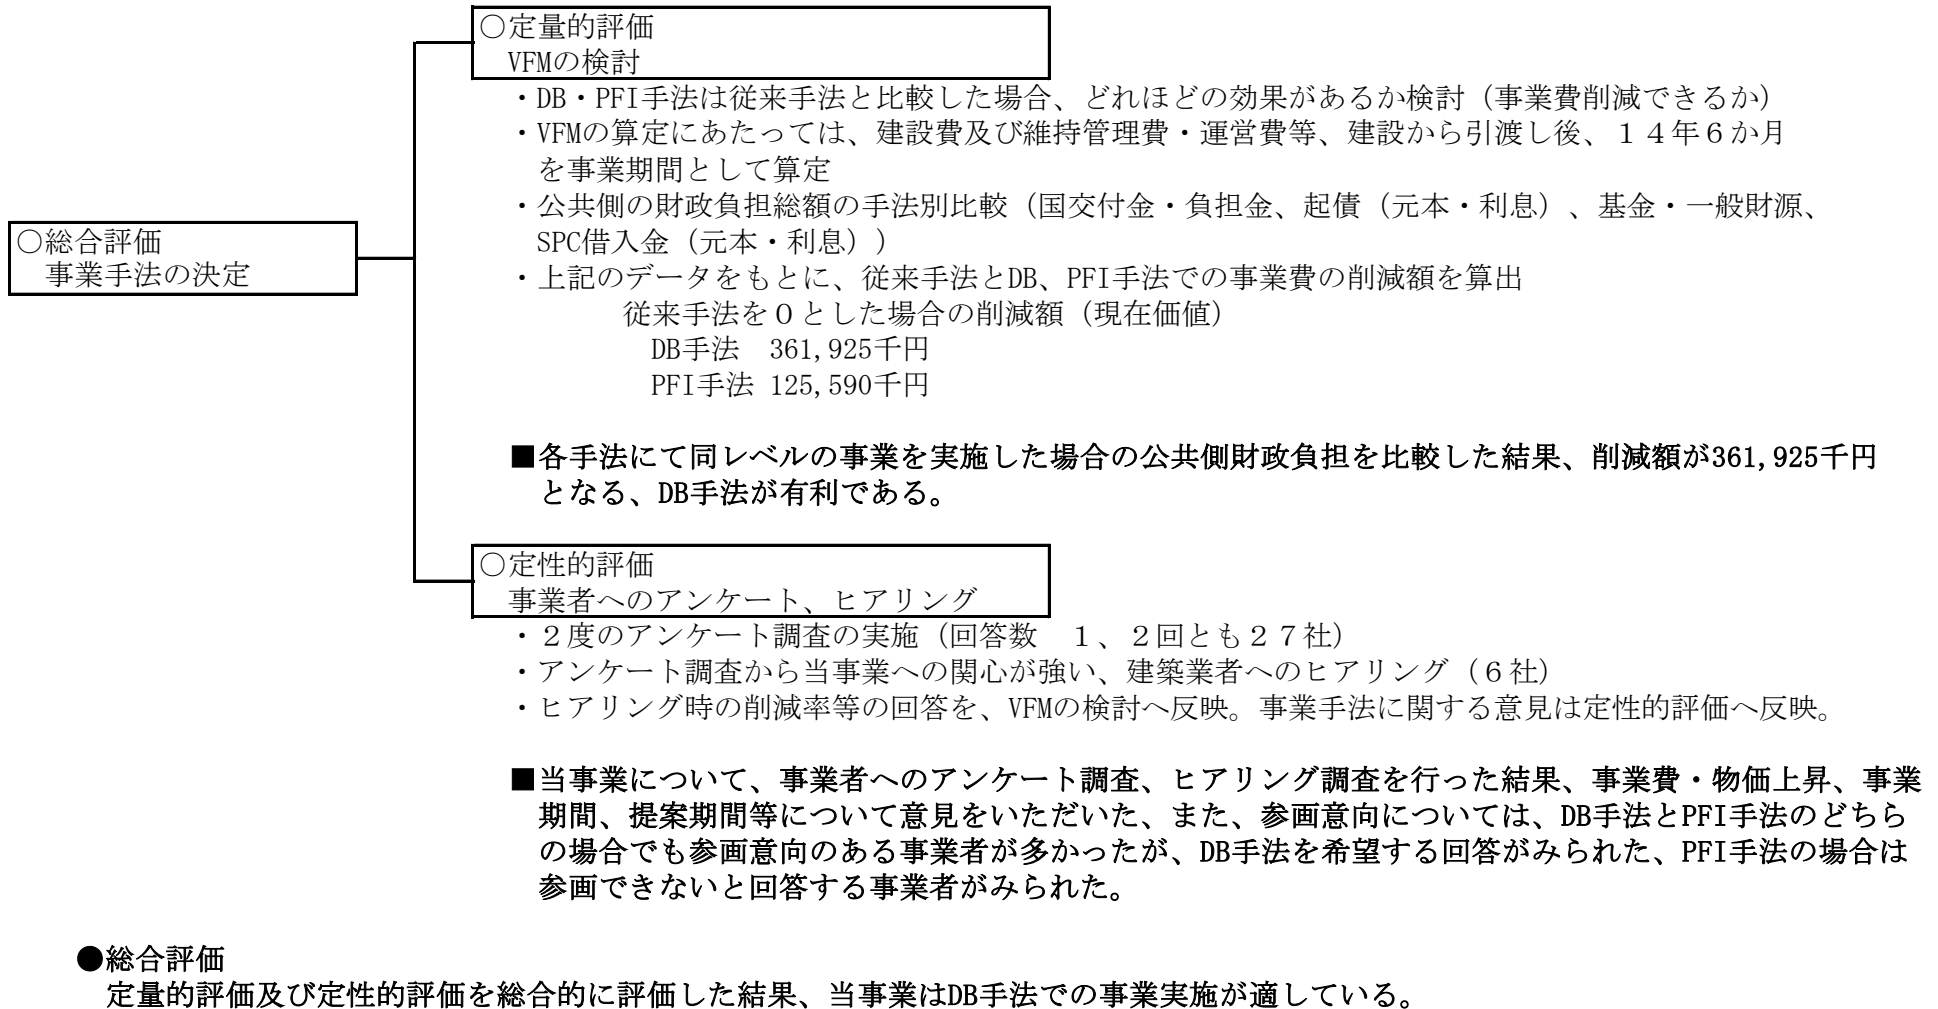 ○定量的評価
VFMの検討
・DB・PFI手法は従来手法と比較した場合、どれほどの効果があるか検討（事業費削減できるか）
・VFMの算定にあたっては、建設費及び維持管理費・運営費等、建設から引渡し後、１４年６か月
を事業期間として算定
・公共側の財政負担総額の手法別比較（国交付金・負担金、起債（元本・利息）、基金・一般財源、
SPC借入金（元本・利息））
○総合評価
事業手法の決定
・上記のデータをもとに、従来手法とDB、PFI手法での事業費の削減額を算出
従来手法を０とした場合の削減額（現在価値）
DB手法　361,925千円
PFI手法 125,590千円
■各手法にて同レベルの事業を実施した場合の公共側財政負担を比較した結果、削減額が361,925千円
となる、DB手法が有利である。
○定性的評価
事業者へのアンケート、ヒアリング
・２度のアンケート調査の実施（回答数　１、２回とも２７社）
・アンケート調査から当事業への関心が強い、建築業者へのヒアリング（６社）
・ヒアリング時の削減率等の回答を、VFMの検討へ反映。事業手法に関する意見は定性的評価へ反映。
■当事業について、事業者へのアンケート調査、ヒアリング調査を行った結果、事業費・物価上昇、事業
期間、提案期間等について意見をいただいた、また、参画意向については、DB手法とPFI手法のどちら
の場合でも参画意向のある事業者が多かったが、DB手法を希望する回答がみられた、PFI手法の場合は
参画できないと回答する事業者がみられた。
●総合評価
定量的評価及び定性的評価を総合的に評価した結果、当事業はDB手法での事業実施が適している。